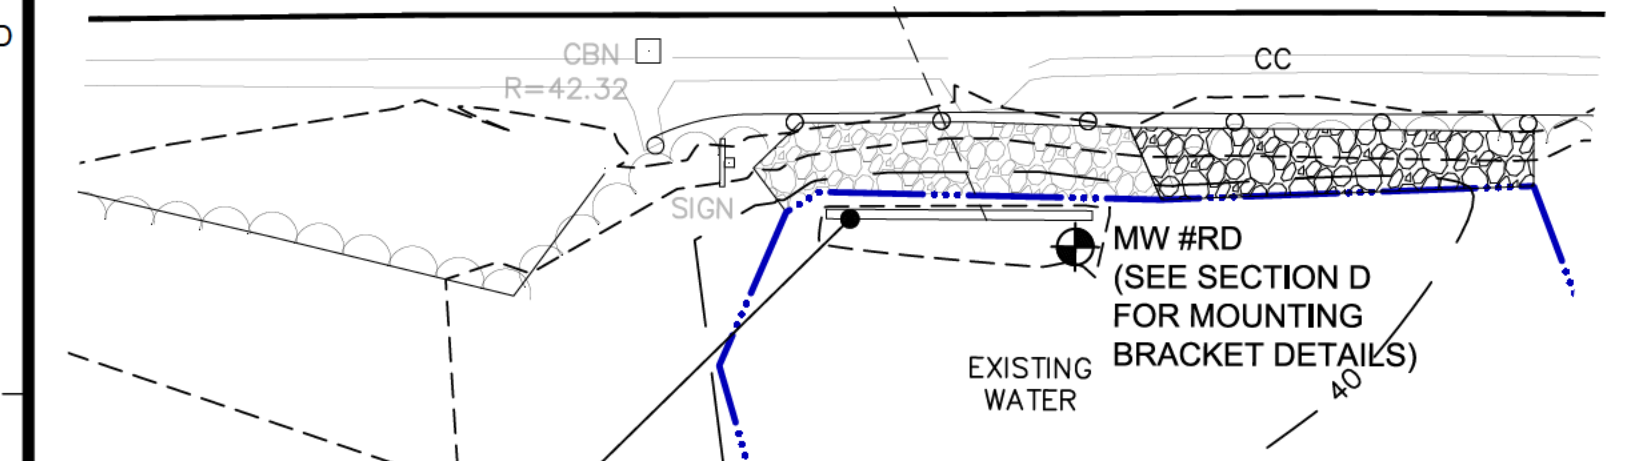 CBN
R=42.32
CC
SIGN
MW #RD
(SEE SECTION D
FOR MOUNTING
BRACKET DETAILS)
EXISTING
WATER
40